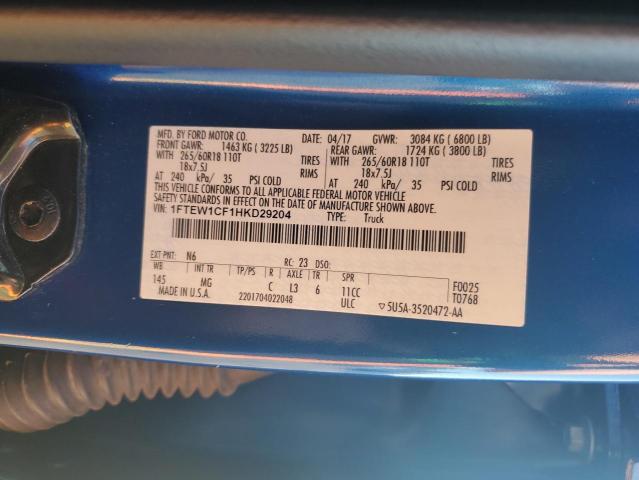 MFD. BY FORD MOTOR CO.
DATE: 04/17 GVWR: 3084 KG ( 6800 LB)
FRONT GAWR: 1463 KG ( 3225 LB) REAR GAWR: 1724 KG ( 3800 LB)
WITH 265/60R18 110T TIRES WITH 265/60R18 110T TIRES
18x7.5J RIMS 18x7.5J RIMS
AT 240 kPa/ 35 PSI COLD AT 240 kPa/ 35 PSI COLD
THIS VEHICLE CONFORMS TO ALL APPLICABLE FEDERAL MOTOR VEHICLE
SAFETY STANDARDS IN EFFECT ON THE DATE OF MANUFACTURE SHOWN ABOVE.
VIN: 1FTEW1CF1HKD29204 TYPE: Truck
EXT PNT: N6 RC: 23 DSO:
WB INT TR TP/PS R AXLE TR SPR F0025
145 MG C L3 6 11CC T0768
MADE IN U.S.A. 2201704022048 ULC ▽5U5A-3520472-AA